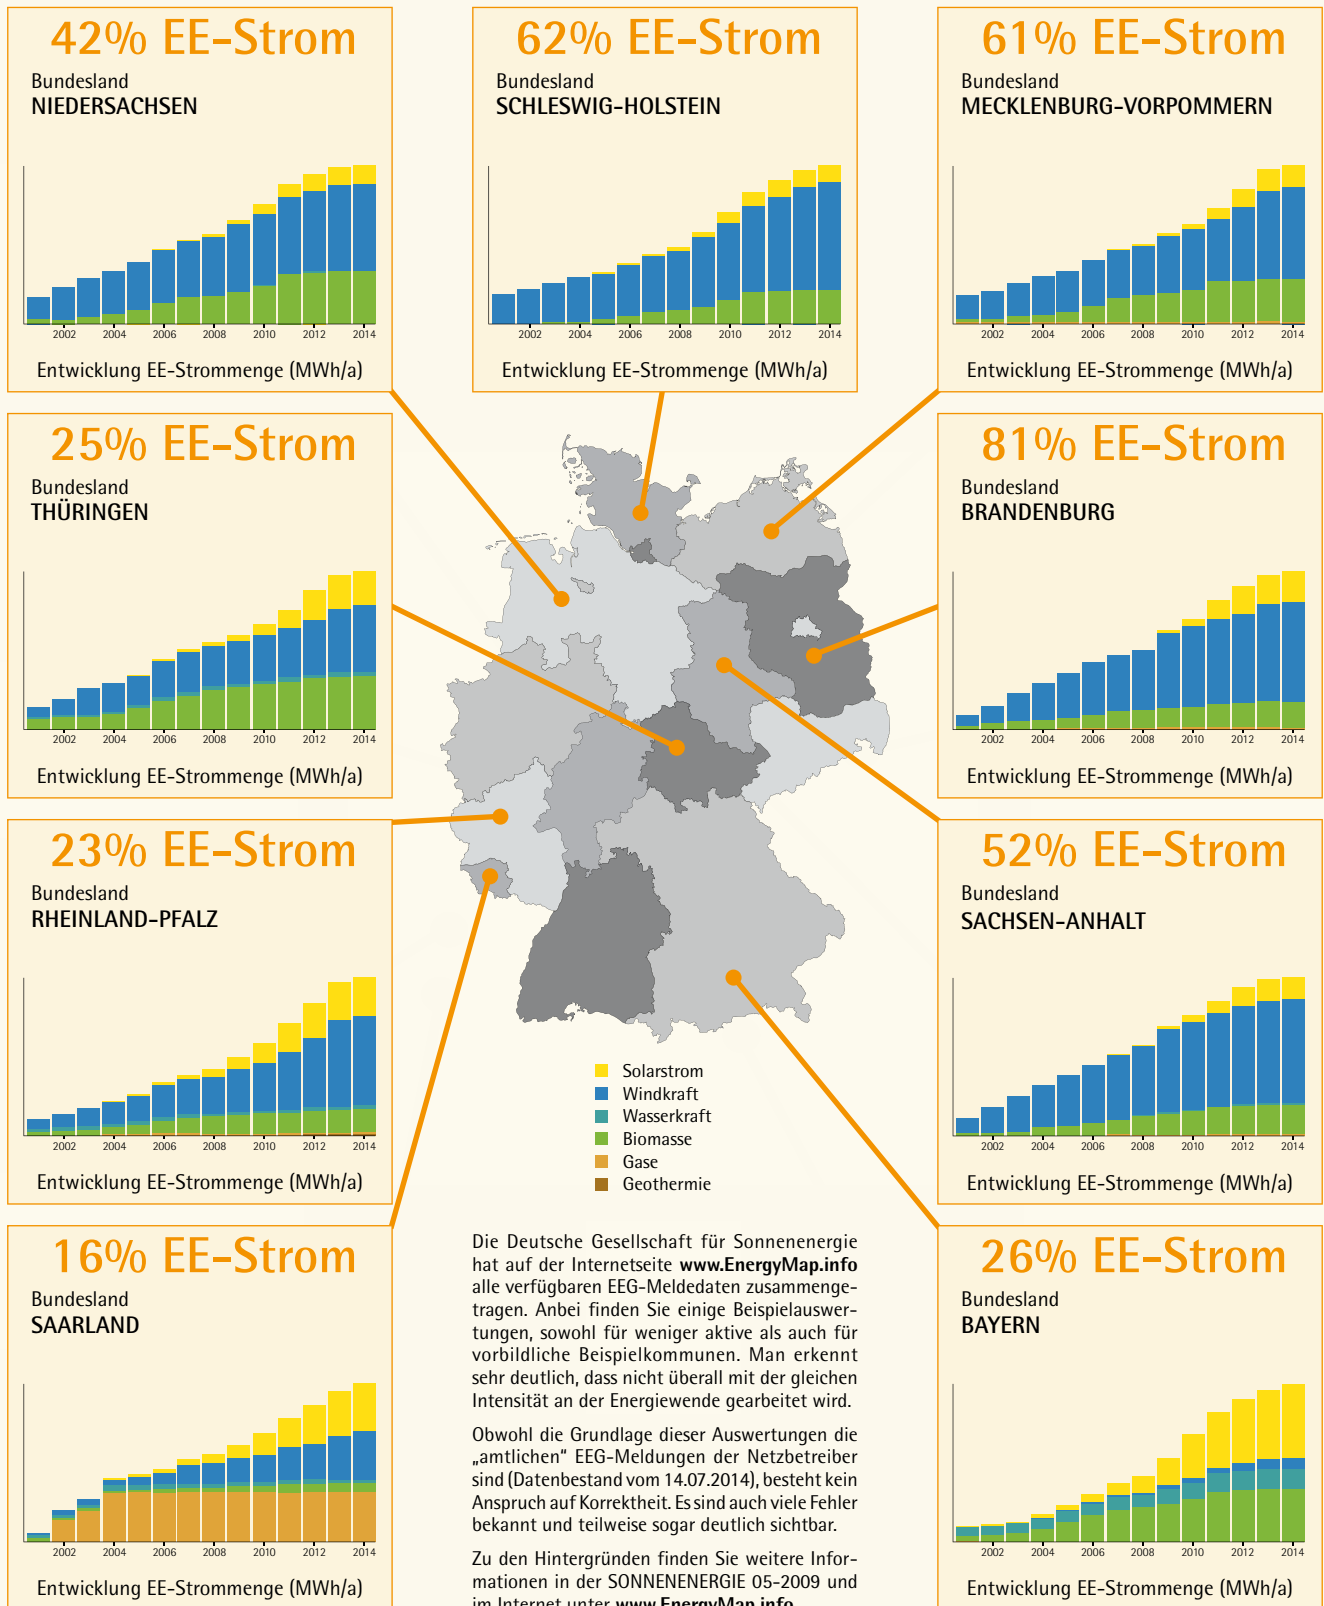 42% EE-Strom
Bundesland
NIEDERSACHSEN
2002 2004 2006 2008 2010 2012 2014
Entwicklung EE-Strommenge (MWh/a)
62% EE-Strom
Bundesland
SCHLESWIG-HOLSTEIN
2002 2004 2006 2008 2010 2012 2014
Entwicklung EE-Strommenge (MWh/a)
61% EE-Strom
Bundesland
MECKLENBURG-VORPOMMERN
2002 2004 2006 2008 2010 2012 2014
Entwicklung EE-Strommenge (MWh/a)
25% EE-Strom
Bundesland
THÜRINGEN
2002 2004 2006 2008 2010 2012 2014
Entwicklung EE-Strommenge (MWh/a)
81% EE-Strom
Bundesland
BRANDENBURG
2002 2004 2006 2008 2010 2012 2014
Entwicklung EE-Strommenge (MWh/a)
23% EE-Strom
Bundesland
RHEINLAND-PFALZ
2002 2004 2006 2008 2010 2012 2014
Entwicklung EE-Strommenge (MWh/a)
52% EE-Strom
Bundesland
SACHSEN-ANHALT
2002 2004 2006 2008 2010 2012 2014
Entwicklung EE-Strommenge (MWh/a)
Solarstrom
Windkraft
Wasserkraft
Biomasse
Gase
Geothermie
16% EE-Strom
Bundesland
SAARLAND
2002 2004 2006 2008 2010 2012 2014
Entwicklung EE-Strommenge (MWh/a)
Die Deutsche Gesellschaft für Sonnenenergie
hat auf der Internetseite www.EnergyMap.info
alle verfügbaren EEG-Meldedaten zusammenge-
tragen. Anbei finden Sie einige Beispielauswer-
tungen, sowohl für weniger aktive als auch für
vorbildliche Beispielkommunen. Man erkennt
sehr deutlich, dass nicht überall mit der gleichen
Intensität an der Energiewende gearbeitet wird.
Obwohl die Grundlage dieser Auswertungen die
„amtlichen“ EEG-Meldungen der Netzbetreiber
sind (Datenbestand vom 14.07.2014), besteht kein
Anspruch auf Korrektheit. Es sind auch viele Fehler
bekannt und teilweise sogar deutlich sichtbar.
Zu den Hintergründen finden Sie weitere Infor-
mationen in der SONNENENERGIE 05-2009 und
im Internet unter www.EnergyMap.info
26% EE-Strom
Bundesland
BAYERN
2002 2004 2006 2008 2010 2012 2014
Entwicklung EE-Strommenge (MWh/a)